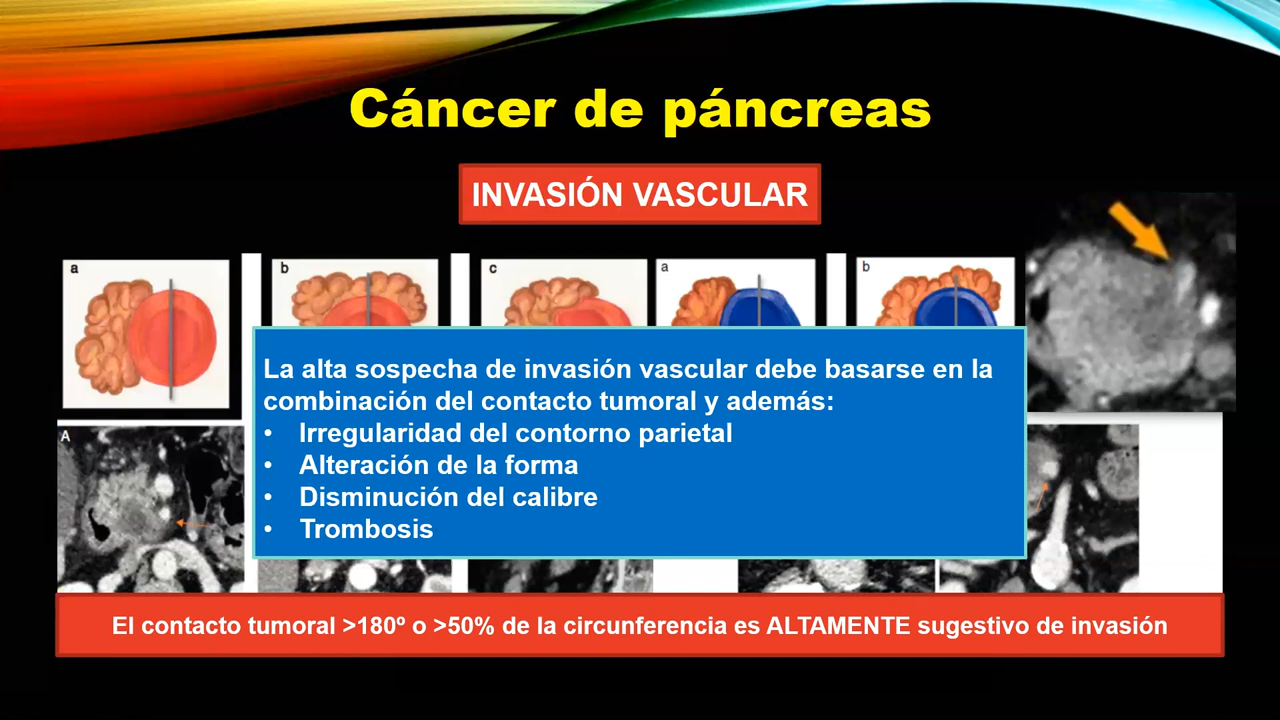 Cáncer de páncreas
INVASIÓN VASCULAR
a
b
c
a
b
La alta sospecha de invasión vascular debe basarse en la
combinación del contacto tumoral y además:
• Irregularidad del contorno parietal
• Alteración de la forma
• Disminución del calibre
• Trombosis
A
El contacto tumoral >180º o >50% de la circunferencia es ALTAMENTE sugestivo de invasión